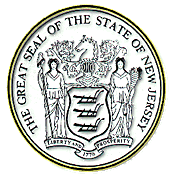 THE GREAT SEAL OF THE STATE OF NEW JERSEY
LIBERTY AND PROSPERITY
1776